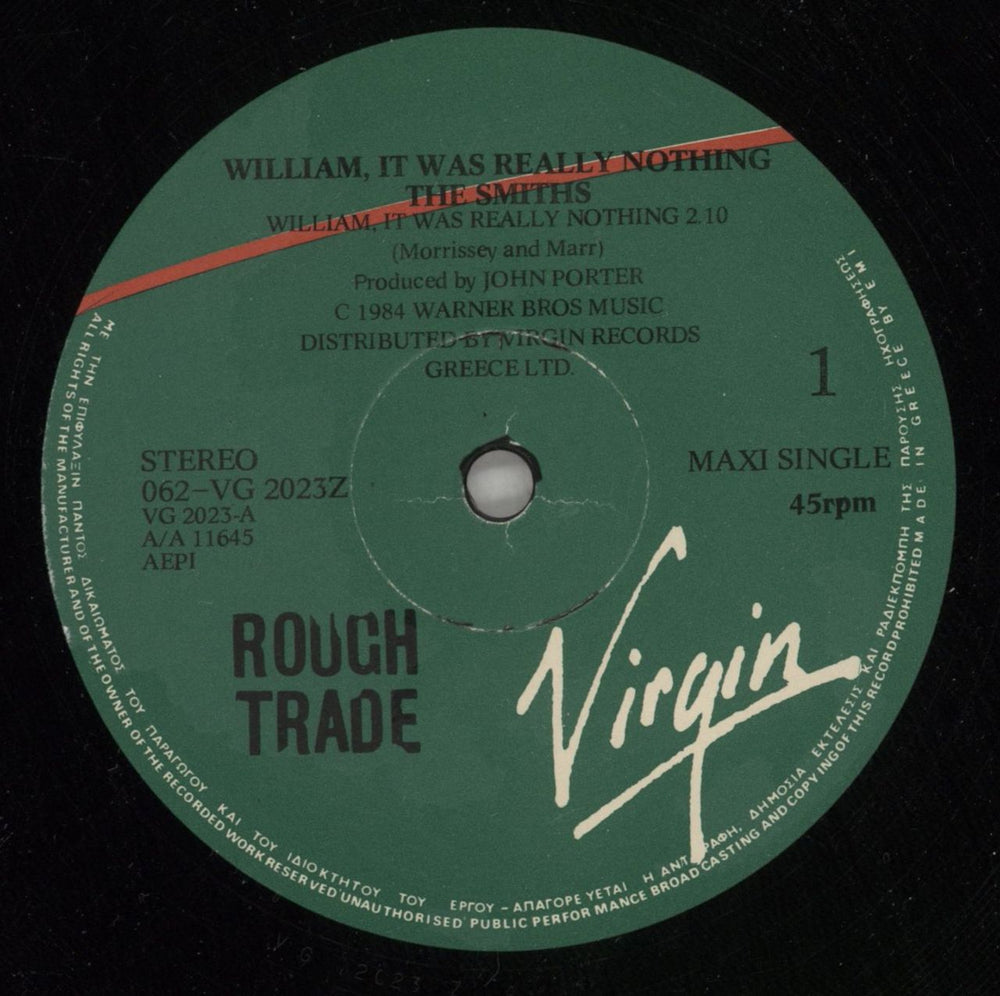 WILLIAM, IT WAS REALLY NOTHING
THE SMITHS
WILLIAM, IT WAS REALLY NOTHING 2.10
(Morrissey and Marr)
Produced by JOHN PORTER
C 1984 WARNER BROS MUSIC
DISTRIBUTED BY VIRGIN RECORDS
GREECE LTD.
1
STEREO
062–VG 2023Z
VG 2023-A
A/A 11645
AEPI
MAXI SINGLE
45rpm
ROUGH
TRADE
Virgin
ΜΕ ΤΗΝ ΕΠΙΦΥΛΑΞΙΝ ΠΑΝΤΟΣ ΔΙΚΑΙΩΜΑΤΟΣ ΤΟΥ ΠΑΡΑΓΩΓΟΥ ΚΑΙ ΤΟΥ ΙΔΙΟΚΤΗΤΟΥ ΤΟΥ ΕΡΓΟΥ – ΑΠΑΓΟΡΕΥΕΤΑΙ Η ΑΝΤΙΓΡΑΦΗ, ΔΗΜΟΣΙΑ ΕΚΤΕΛΕΣΙΣ ΚΑΙ ΡΑΔΙΕΚΠΟΜΠΗ ΤΗΣ ΠΑΡΟΥΣΗΣ ΗΧΟΓΡΑΦΗΣΕΩΣ
ALL RIGHTS OF THE MANUFACTURER AND OF THE OWNER OF THE RECORDED WORK RESERVED UNAUTHORISED PUBLIC PERFORMANCE BROADCASTING AND COPYING OF THIS RECORD PROHIBITED MADE IN GREECE BY EMI